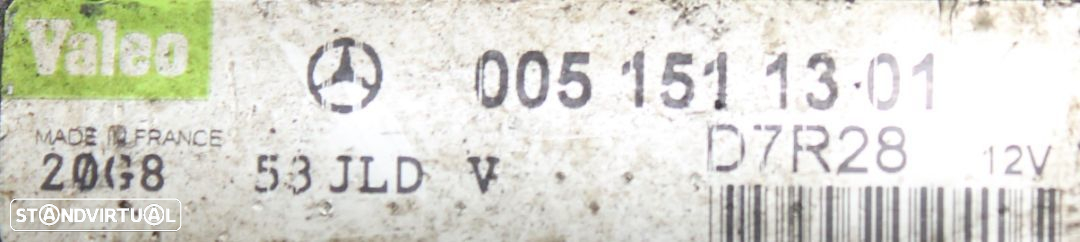 Valeo
005 151 13 01
MADE IN FRANCE
D7R28 12V
20G8 53 JLD V
STANDVIRTUAL